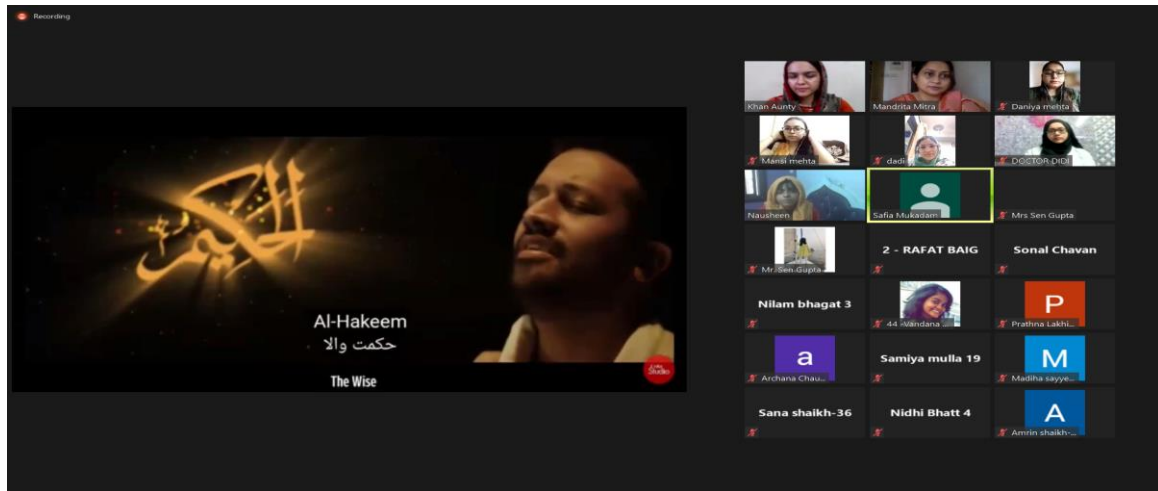 Recording
الحكيم
Al-Hakeem
حکمت والا
The Wise
Studio
Khan Aunty
Mandrita Mitra
Daniya mehta
Mansi mehta
dadi
DOCTOR DIDI
Nausheen
Safia Mukadam
Mrs Sen Gupta
Mr. Sen Gupta
2 - RAFAT BAIG
Sonal Chavan
Nilam bhagat 3
44 -Vandana ...
P
Prathna Lakhi...
a
Archana Chau...
Samiya mulla 19
M
Madiha sayye...
Sana shaikh-36
Nidhi Bhatt 4
A
Amrin shaikh-...